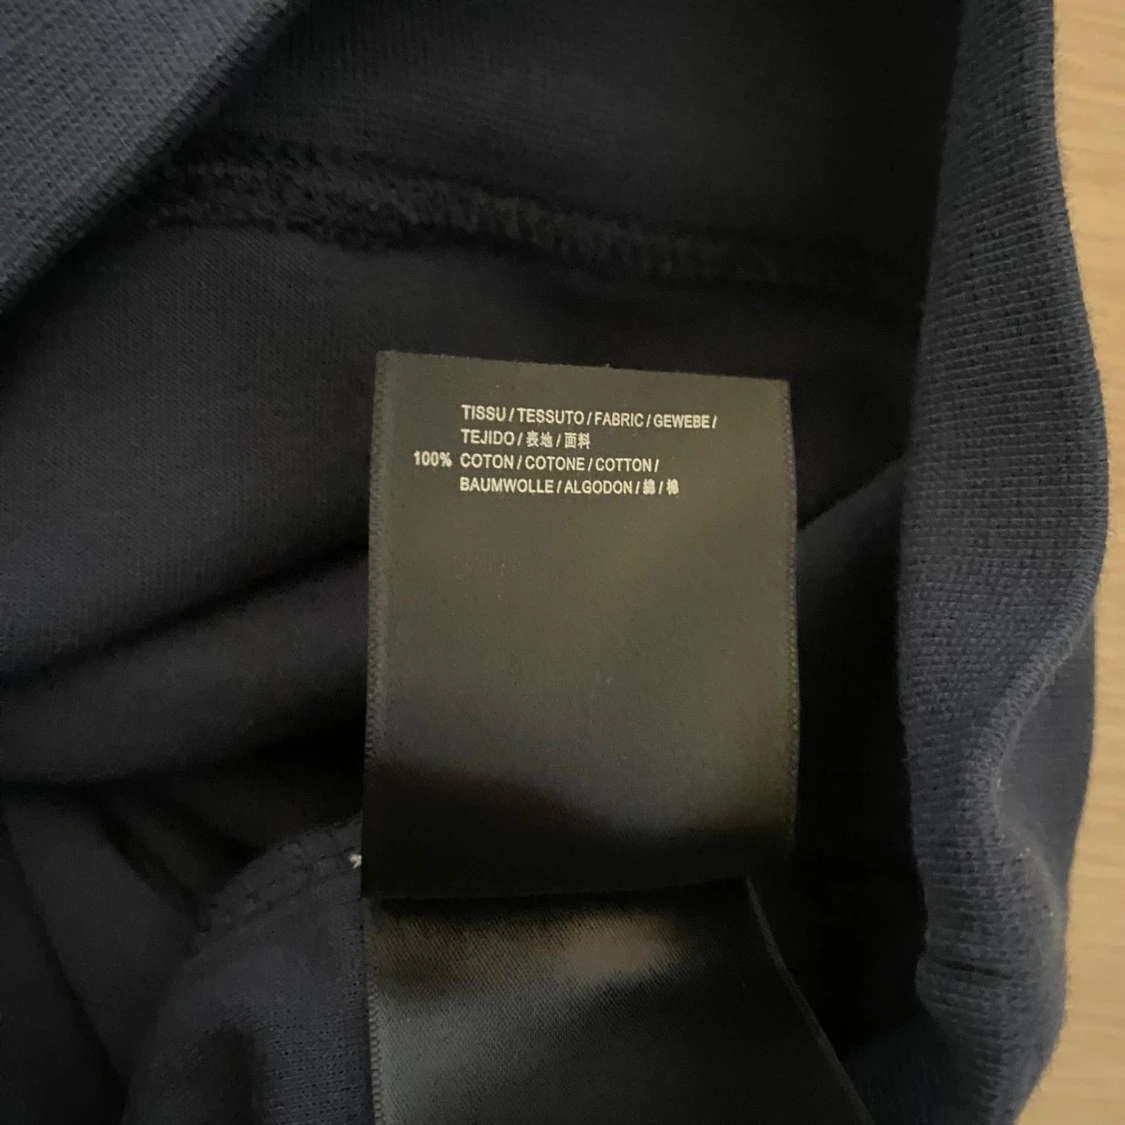 TISSU / TESSUTO / FABRIC / GEWEBE /
TEJIDO / 表地 / 面料
100% COTON / COTONE / COTTON /
BAUMWOLLE / ALGODON / 綿 / 棉